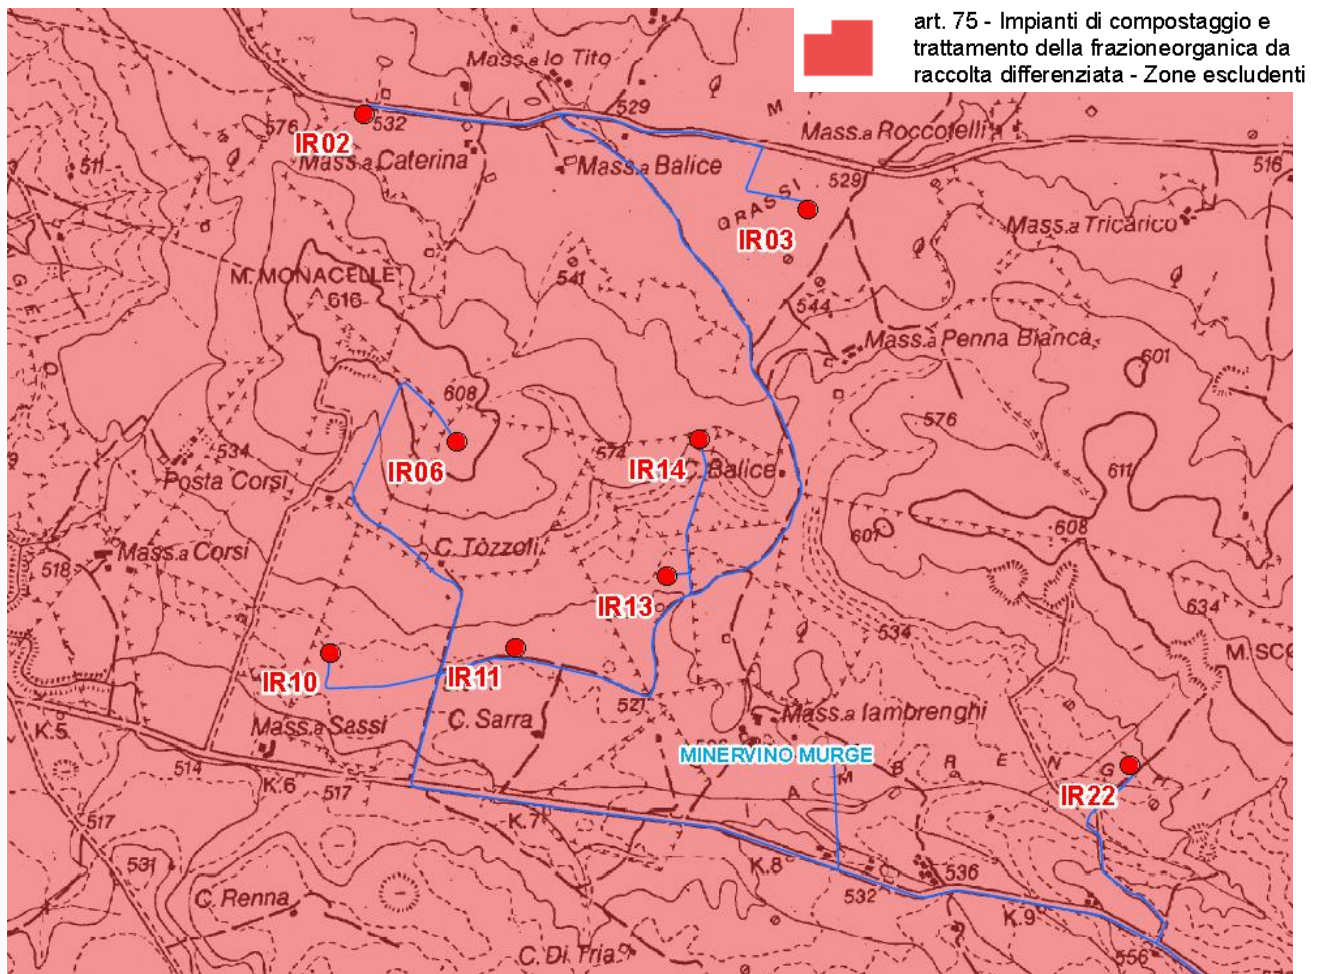 art. 75 - Impianti di compostaggio e
trattamento della frazioneorganica da
raccolta differenziata - Zone escludenti
Mass.a lo Tito
529
M
532
576
IR02
Mass.a Caterina
Mass.a Balice
Mass.a Roccotelli
516
511
529
GRASSI
IR03
Mass.a Tricarico
M. MONACELLE
616
541
544
Mass.a Penna Bianca
601
608
576
534
574
IR06
IR14
C. Balice
611
Posta Corsi
608
601
Mass.a Corsi
518
C. Tozzoli
IR13
634
534
IR10
IR11
M. SCO
521
C. Sarra
Mass.a Iambrenghi
K.5
Mass.a Sassi
MINERVINO MURGE
514
K.6
517
IAMBRENGHI
IR22
517
K.7
531
K.8
536
532
C. Renna
K.9
C. Di Tria
556